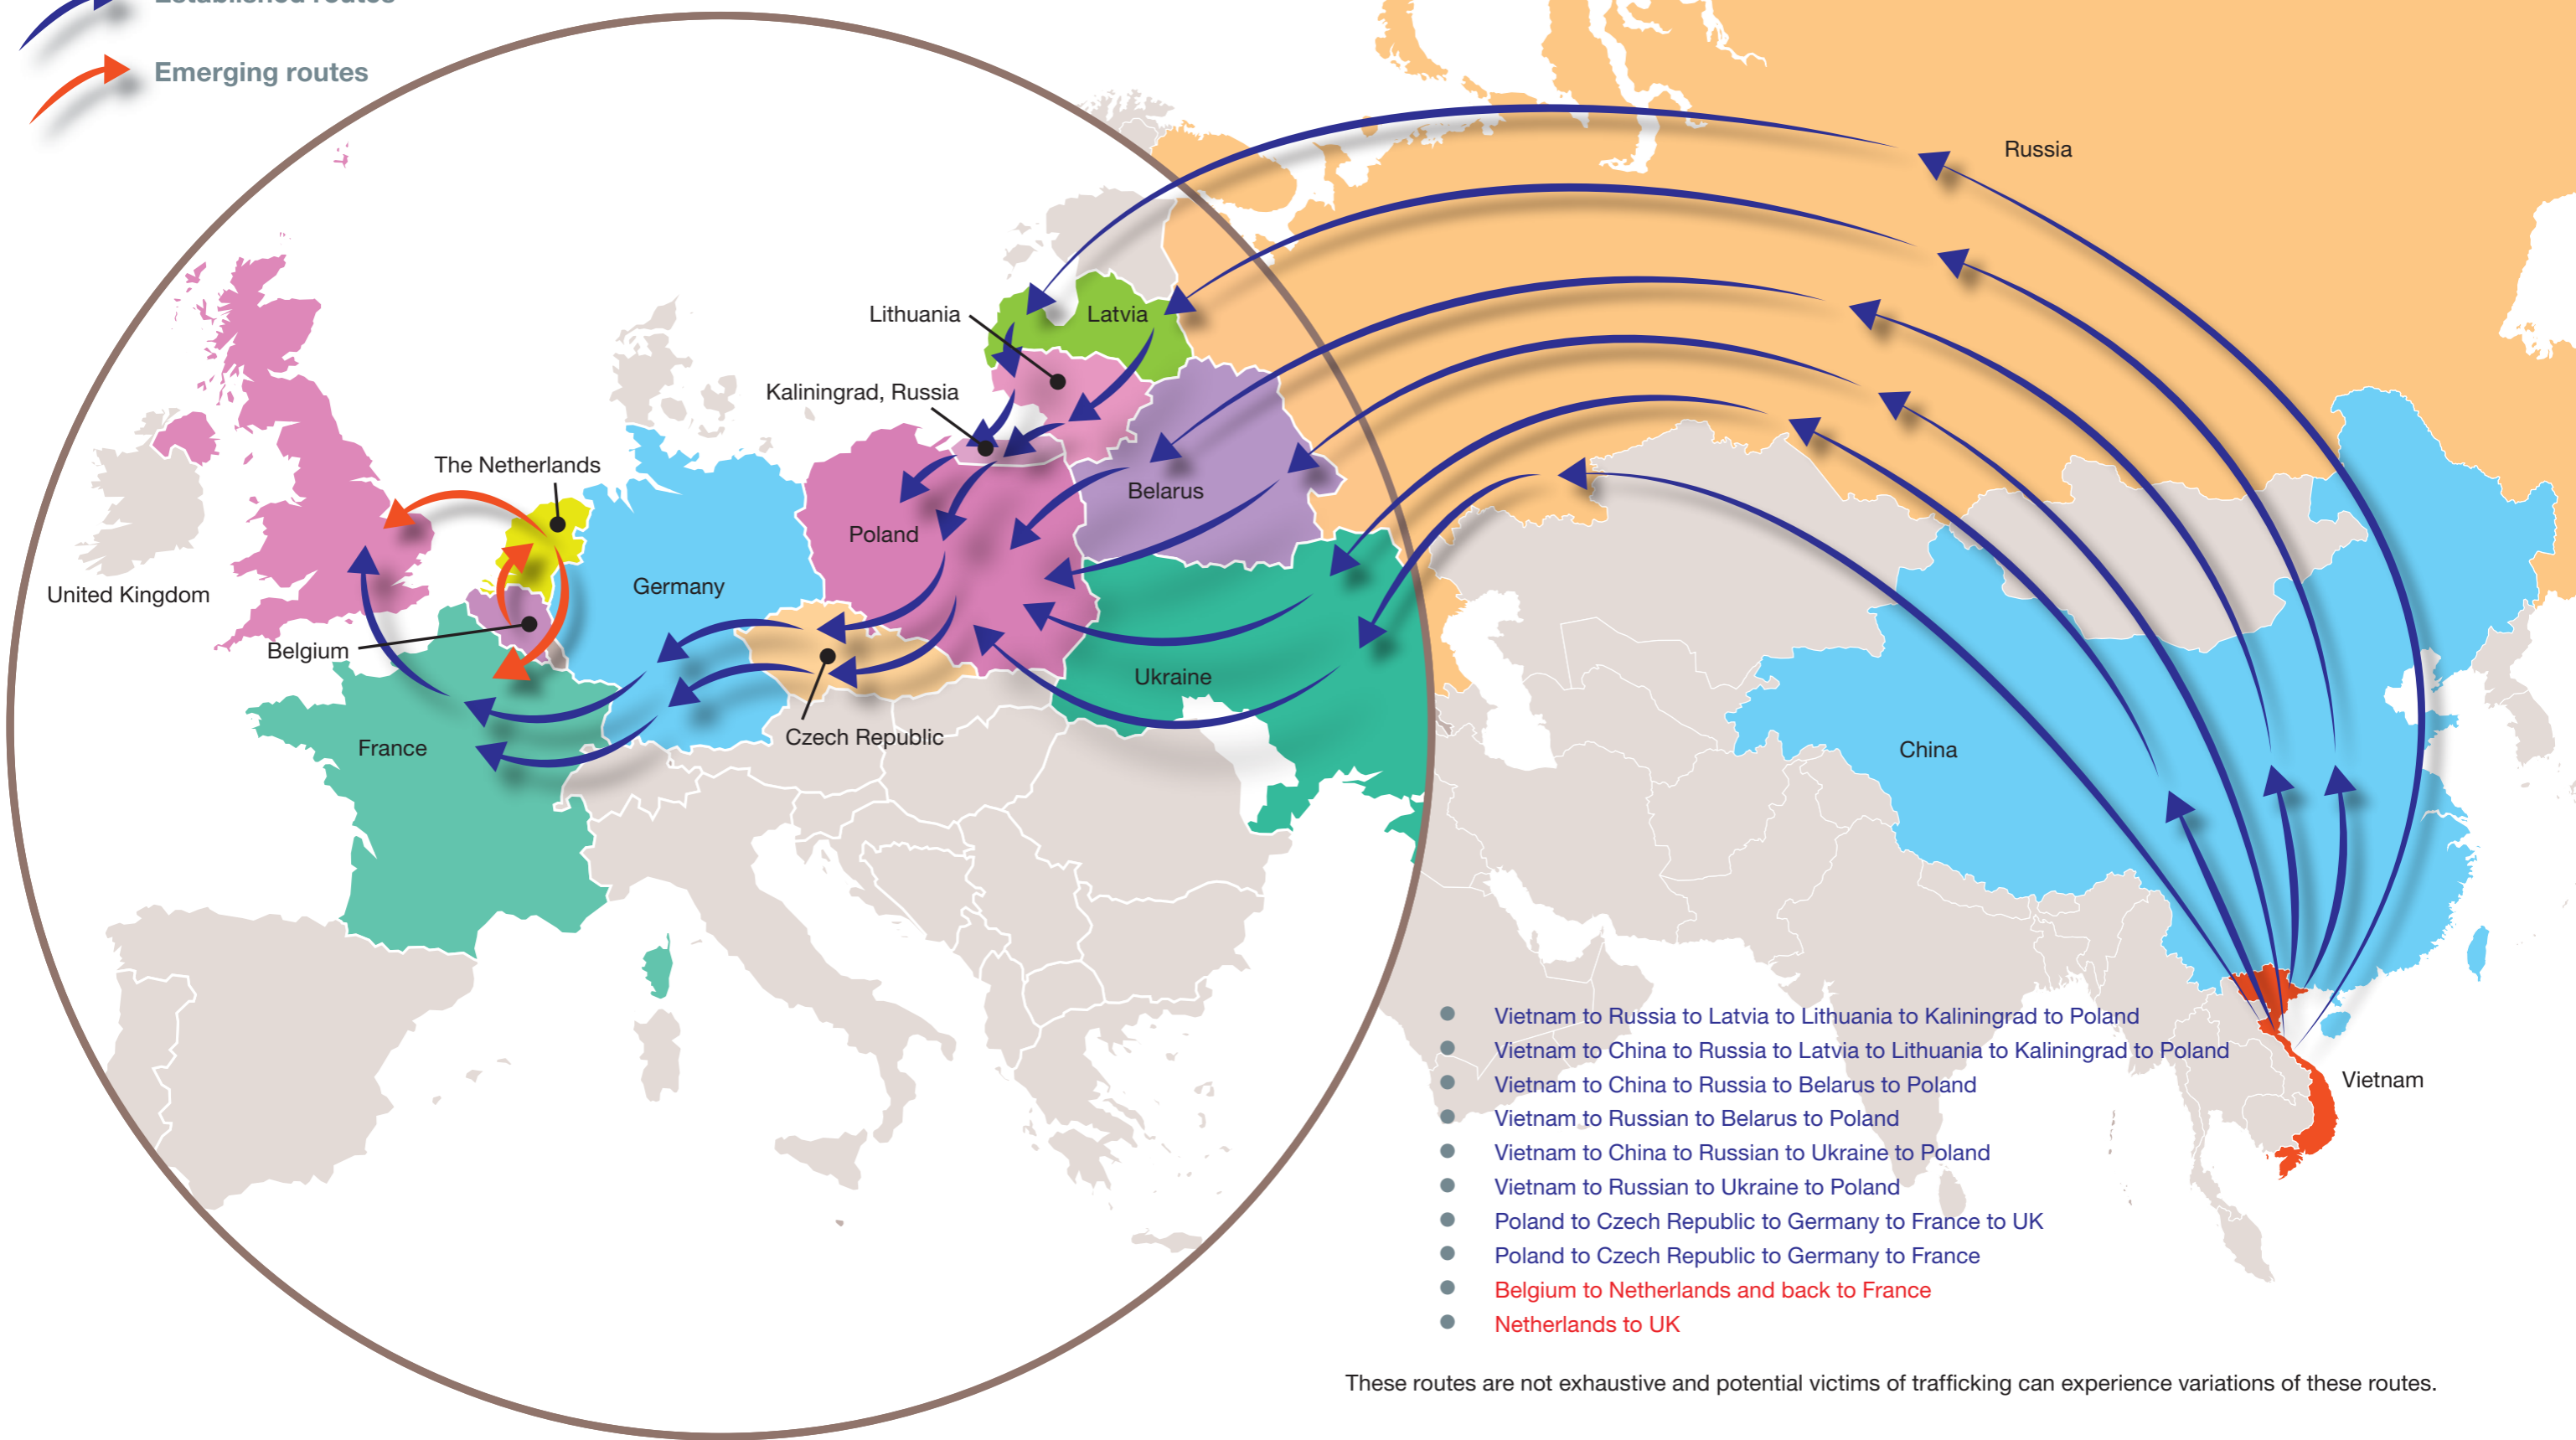 Established routes
Emerging routes
Russia
Lithuania
Latvia
Kaliningrad, Russia
The Netherlands
Belarus
Poland
Germany
United Kingdom
Belgium
Ukraine
Czech Republic
France
China
Vietnam to Russia to Latvia to Lithuania to Kaliningrad to Poland
Vietnam to China to Russia to Latvia to Lithuania to Kaliningrad to Poland
Vietnam to China to Russia to Belarus to Poland
Vietnam
Vietnam to Russian to Belarus to Poland
Vietnam to China to Russian to Ukraine to Poland
Vietnam to Russian to Ukraine to Poland
Poland to Czech Republic to Germany to France to UK
Poland to Czech Republic to Germany to France
Belgium to Netherlands and back to France
Netherlands to UK
These routes are not exhaustive and potential victims of trafficking can experience variations of these routes.